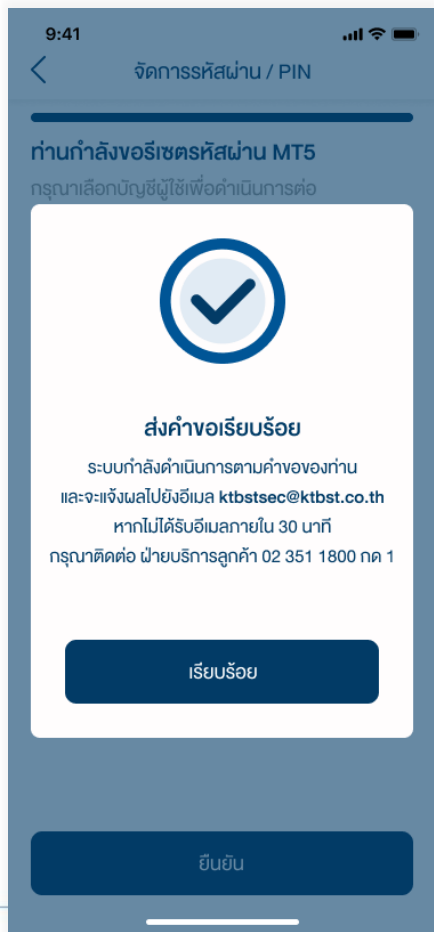 9:41
จัดการรหัสผ่าน / PIN
ท่านกำลังขอรีเซตรหัสผ่าน MT5
กรุณาเลือกบัญชีผู้ใช้เพื่อดำเนินการต่อ
ส่งคำขอเรียบร้อย
ระบบกำลังดำเนินการตามคำขอของท่าน
และจะแจ้งผลไปยังอีเมล ktbstsec@ktbst.co.th
หากไม่ได้รับอีเมลภายใน 30 นาที
กรุณาติดต่อ ฝ่ายบริการลูกค้า 02 351 1800 กด 1
เรียบร้อย
ยืนยัน